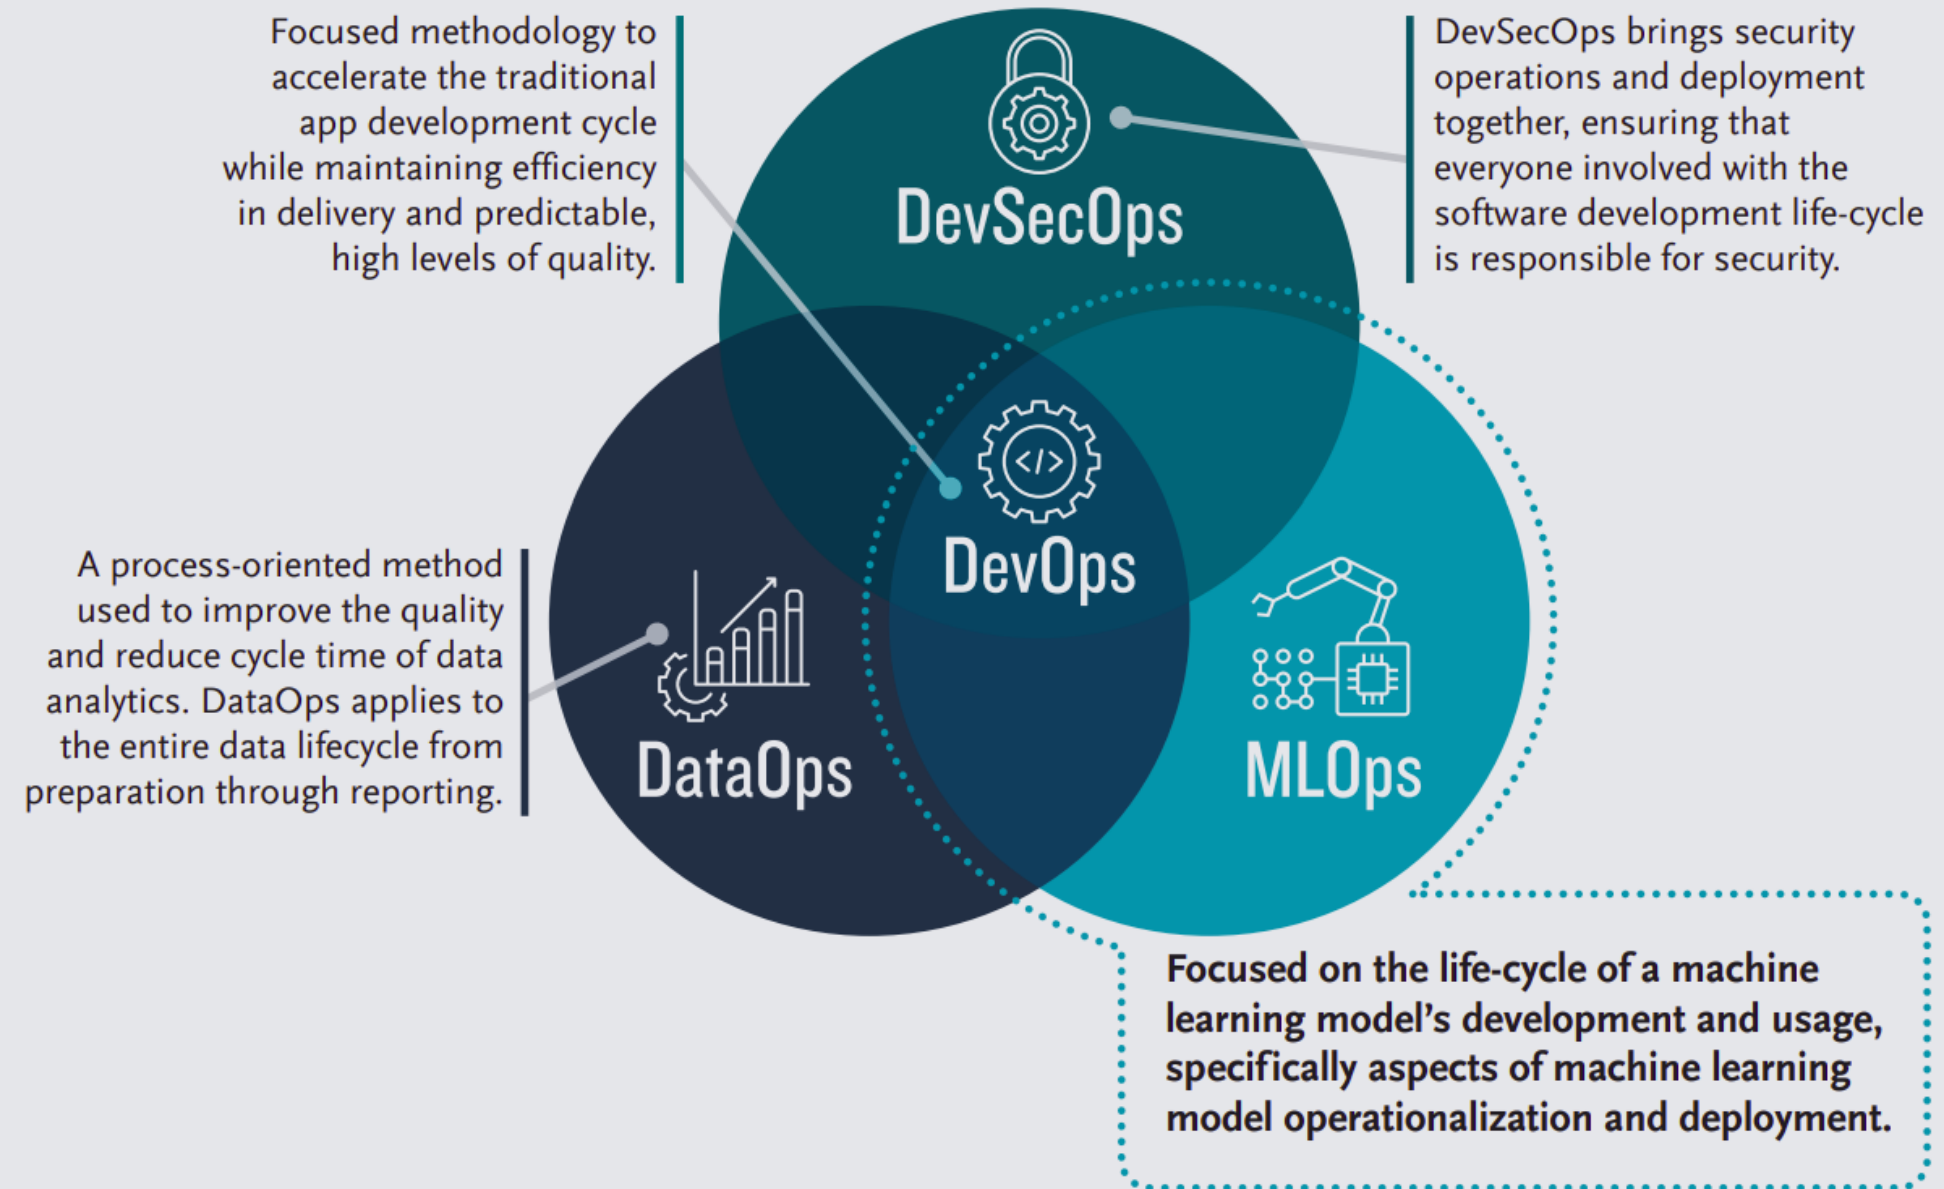 Focused methodology to
accelerate the traditional
app development cycle
while maintaining efficiency
in delivery and predictable,
high levels of quality.
DevSecOps brings security
operations and deployment
together, ensuring that
everyone involved with the
software development life-cycle
is responsible for security.
DevSecOps
</>
DevOps
A process-oriented method
used to improve the quality
and reduce cycle time of data
analytics. DataOps applies to
the entire data lifecycle from
preparation through reporting.
DataOps
MLOps
Focused on the life-cycle of a machine
learning model’s development and usage,
specifically aspects of machine learning
model operationalization and deployment.